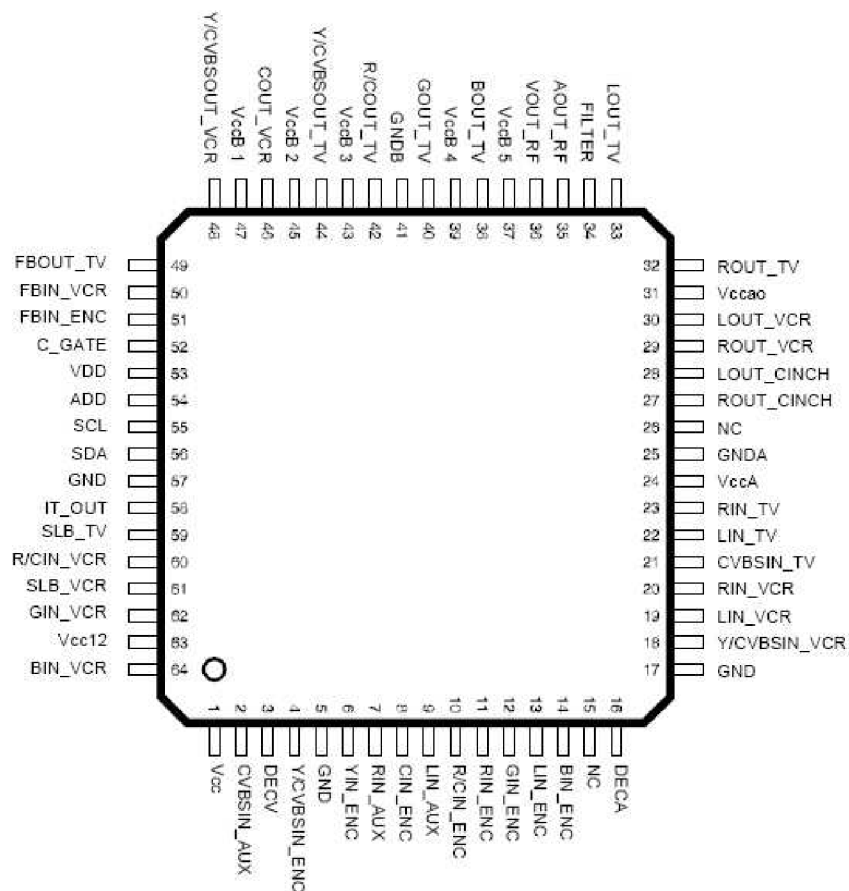 Y/CVBSOUT_VCR
VccB 1
COUT_VCR
VccB 2
Y/CVBSOUT_TV
VccB 3
R/COUT_TV
GNDB
GOUT_TV
VccB 4
BOUT_TV
VccB 5
VOUT_RF
AOUT_RF
FILTER
LOUT_TV
48 47 46 45 44 43 42 41 40 39 38 37 36 35 34 33
FBOUT_TV 49
FBIN_VCR 50
FBIN_ENC 51
C_GATE 52
VDD 53
ADD 54
SCL 55
SDA 56
GND 57
IT_OUT 58
SLB_TV 59
R/CIN_VCR 60
SLB_VCR 61
GIN_VCR 62
Vcc12 63
BIN_VCR 64
32 ROUT_TV
31 Vccao
30 LOUT_VCR
29 ROUT_VCR
28 LOUT_CINCH
27 ROUT_CINCH
26 NC
25 GNDA
24 VccA
23 RIN_TV
22 LIN_TV
21 CVBSIN_TV
20 RIN_VCR
19 LIN_VCR
18 Y/CVBSIN_VCR
17 GND
1 2 3 4 5 6 7 8 9 10 11 12 13 14 15 16
Vcc
CVBSIN_AUX
DECV
Y/CVBSIN_ENC
GND
YIN_ENC
RIN_AUX
CIN_ENC
LIN_AUX
R/CIN_ENC
RIN_ENC
GIN_ENC
LIN_ENC
BIN_ENC
NC
DECA